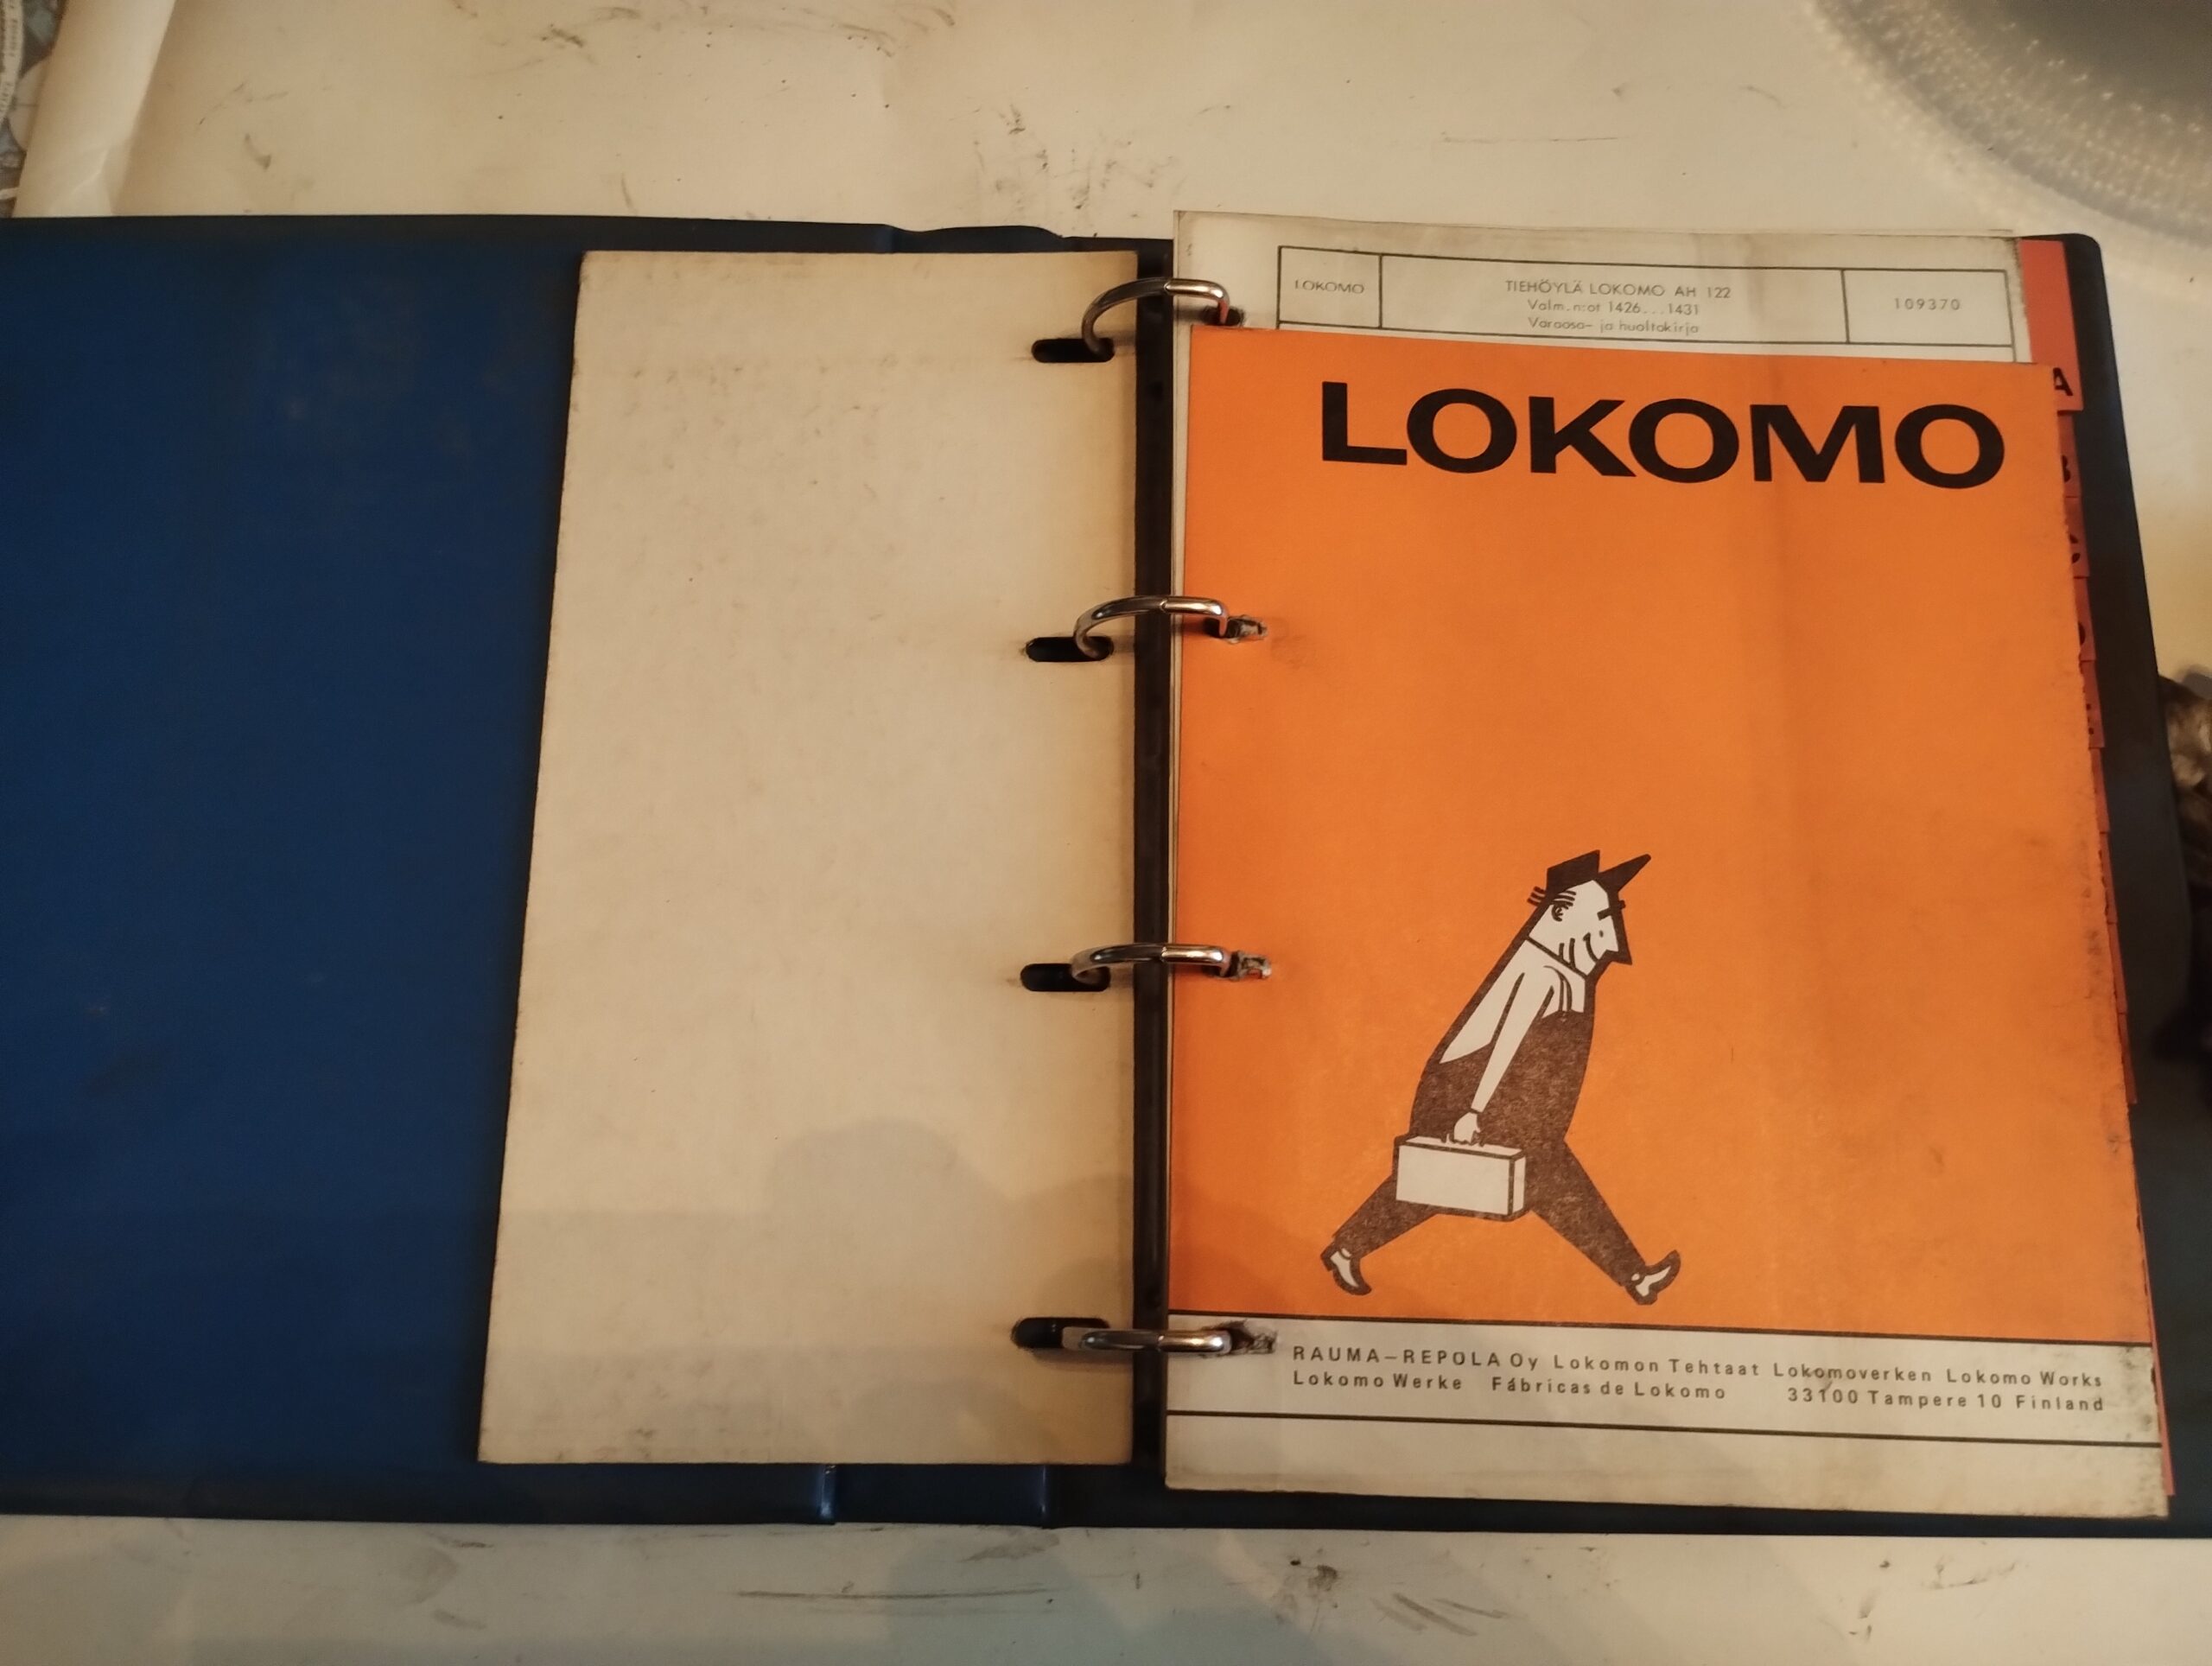 LOKOMO
TIEHÖYLÄ LOKOMO AH 122
Valm.n:ot 1426...1431
Varaosa- ja huoltokirja
109370
LOKOMO
A
B
C
D
RAUMA–REPOLA Oy Lokomon Tehtaat Lokomoverken Lokomo Works
Lokomo Werke Fábricas de Lokomo 33100 Tampere 10 Finland